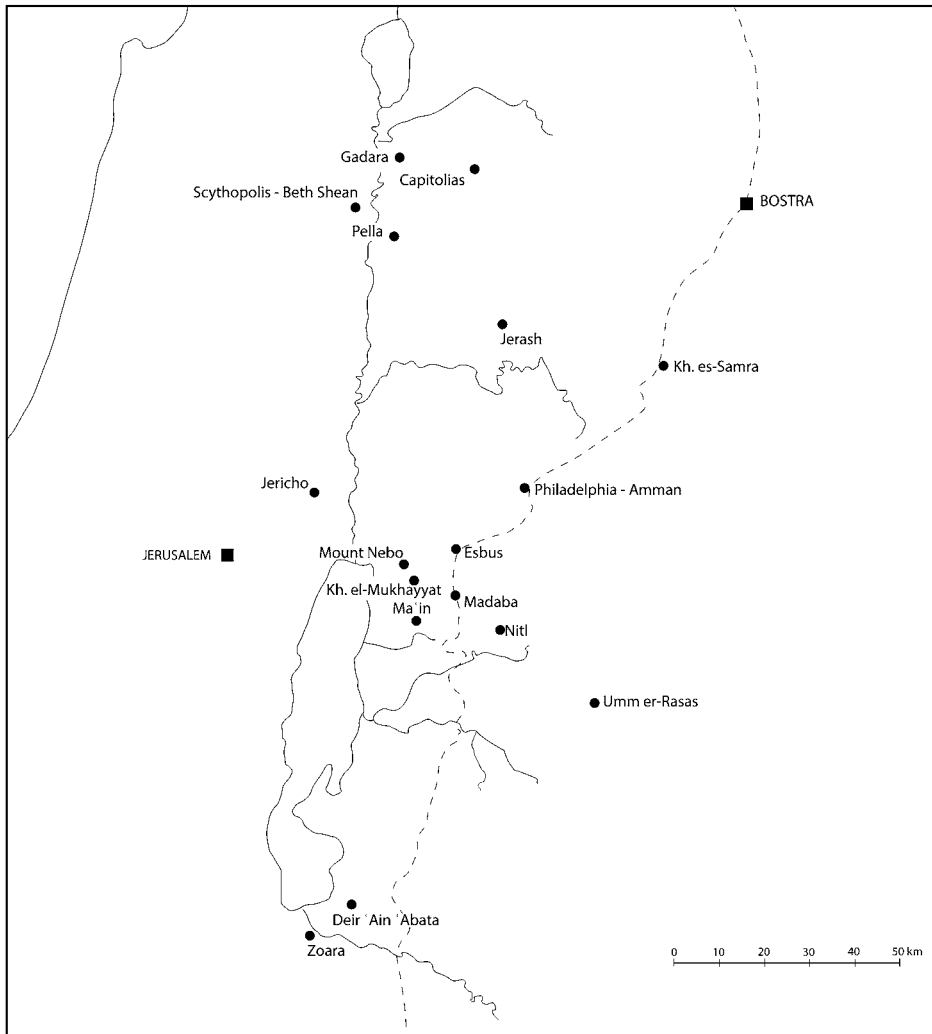 Gadara
Capitolias
Scythopolis - Beth Shean
BOSTRA
Pella
Jerash
Kh. es-Samra
Jericho
Philadelphia - Amman
JERUSALEM
Mount Nebo
Esbus
Kh. el-Mukhayyat
Madaba
Ma῾in
Nitl
Umm er-Rasas
Deir ῾Ain ῾Abata
Zoara
0 10 20 30 40 50 km